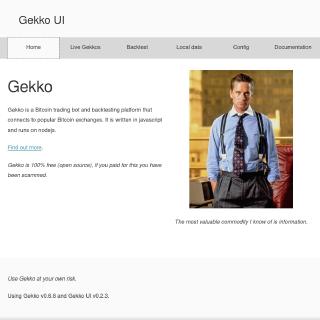 Gekko UI
Home Live Gekkos Backtest Local data Config Documentation
Gekko
Gekko is a Bitcoin trading bot and backtesting platform that
connects to popular Bitcoin exchanges. It is written in javascript
and runs on nodejs.
Find out more.
Gekko is 100% free (open source), if you paid for this you have
been scammed.
The most valuable commodity I know of is information.
Use Gekko at your own risk.
Using Gekko v0.6.6 and Gekko UI v0.2.3.